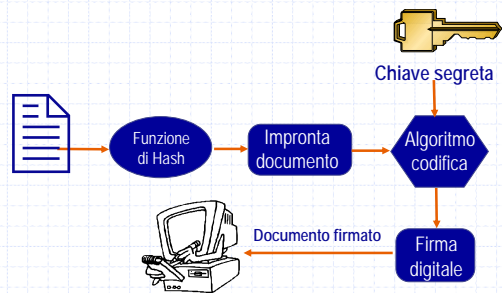 Chiave segreta
Funzione
di Hash
Impronta
documento
Algoritmo
codifica
Documento firmato
Firma
digitale